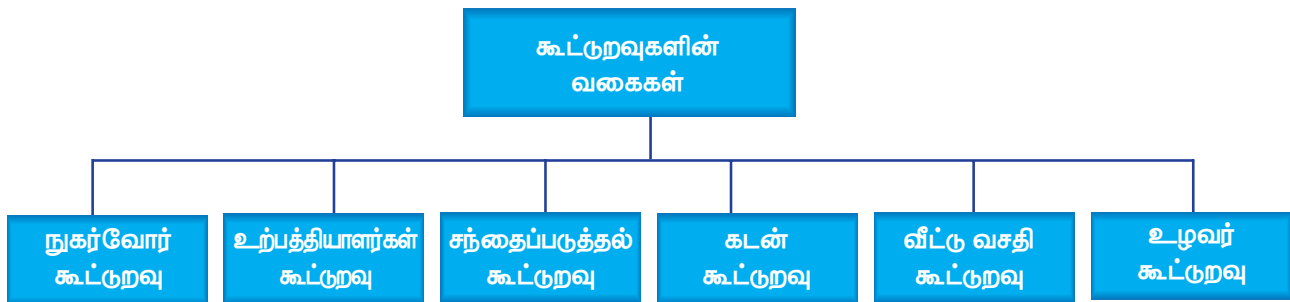 கூட்டுறவுகளின்
வகைகள்
நுகர்வோர்
கூட்டுறவு
உற்பத்தியாளர்கள்
கூட்டுறவு
சந்தைப்படுத்தல்
கூட்டுறவு
கடன்
கூட்டுறவு
வீட்டு வசதி
கூட்டுறவு
உழவர்
கூட்டுறவு